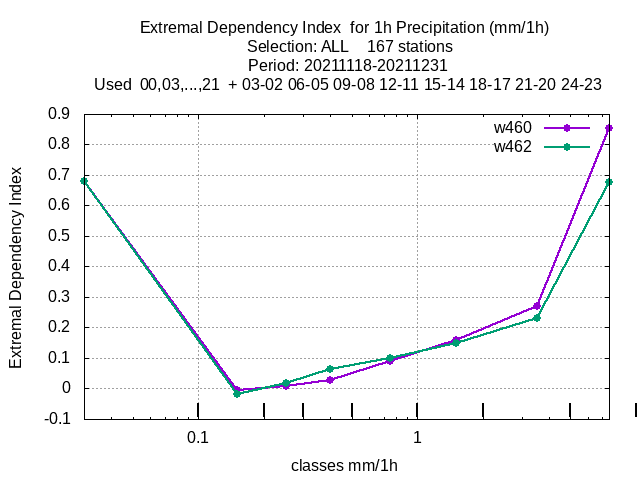 Extremal Dependency Index  for 1h Precipitation (mm/1h)
Selection: ALL    167 stations
Period: 20211118-20211231
Used  00,03,...,21  + 03-02 06-05 09-08 12-11 15-14 18-17 21-20 24-23
0.9
w460
w462
0.8
0.7
0.6
0.5
0.4
0.3
0.2
0.1
0
-0.1
Extremal Dependency Index
0.1
1
classes mm/1h